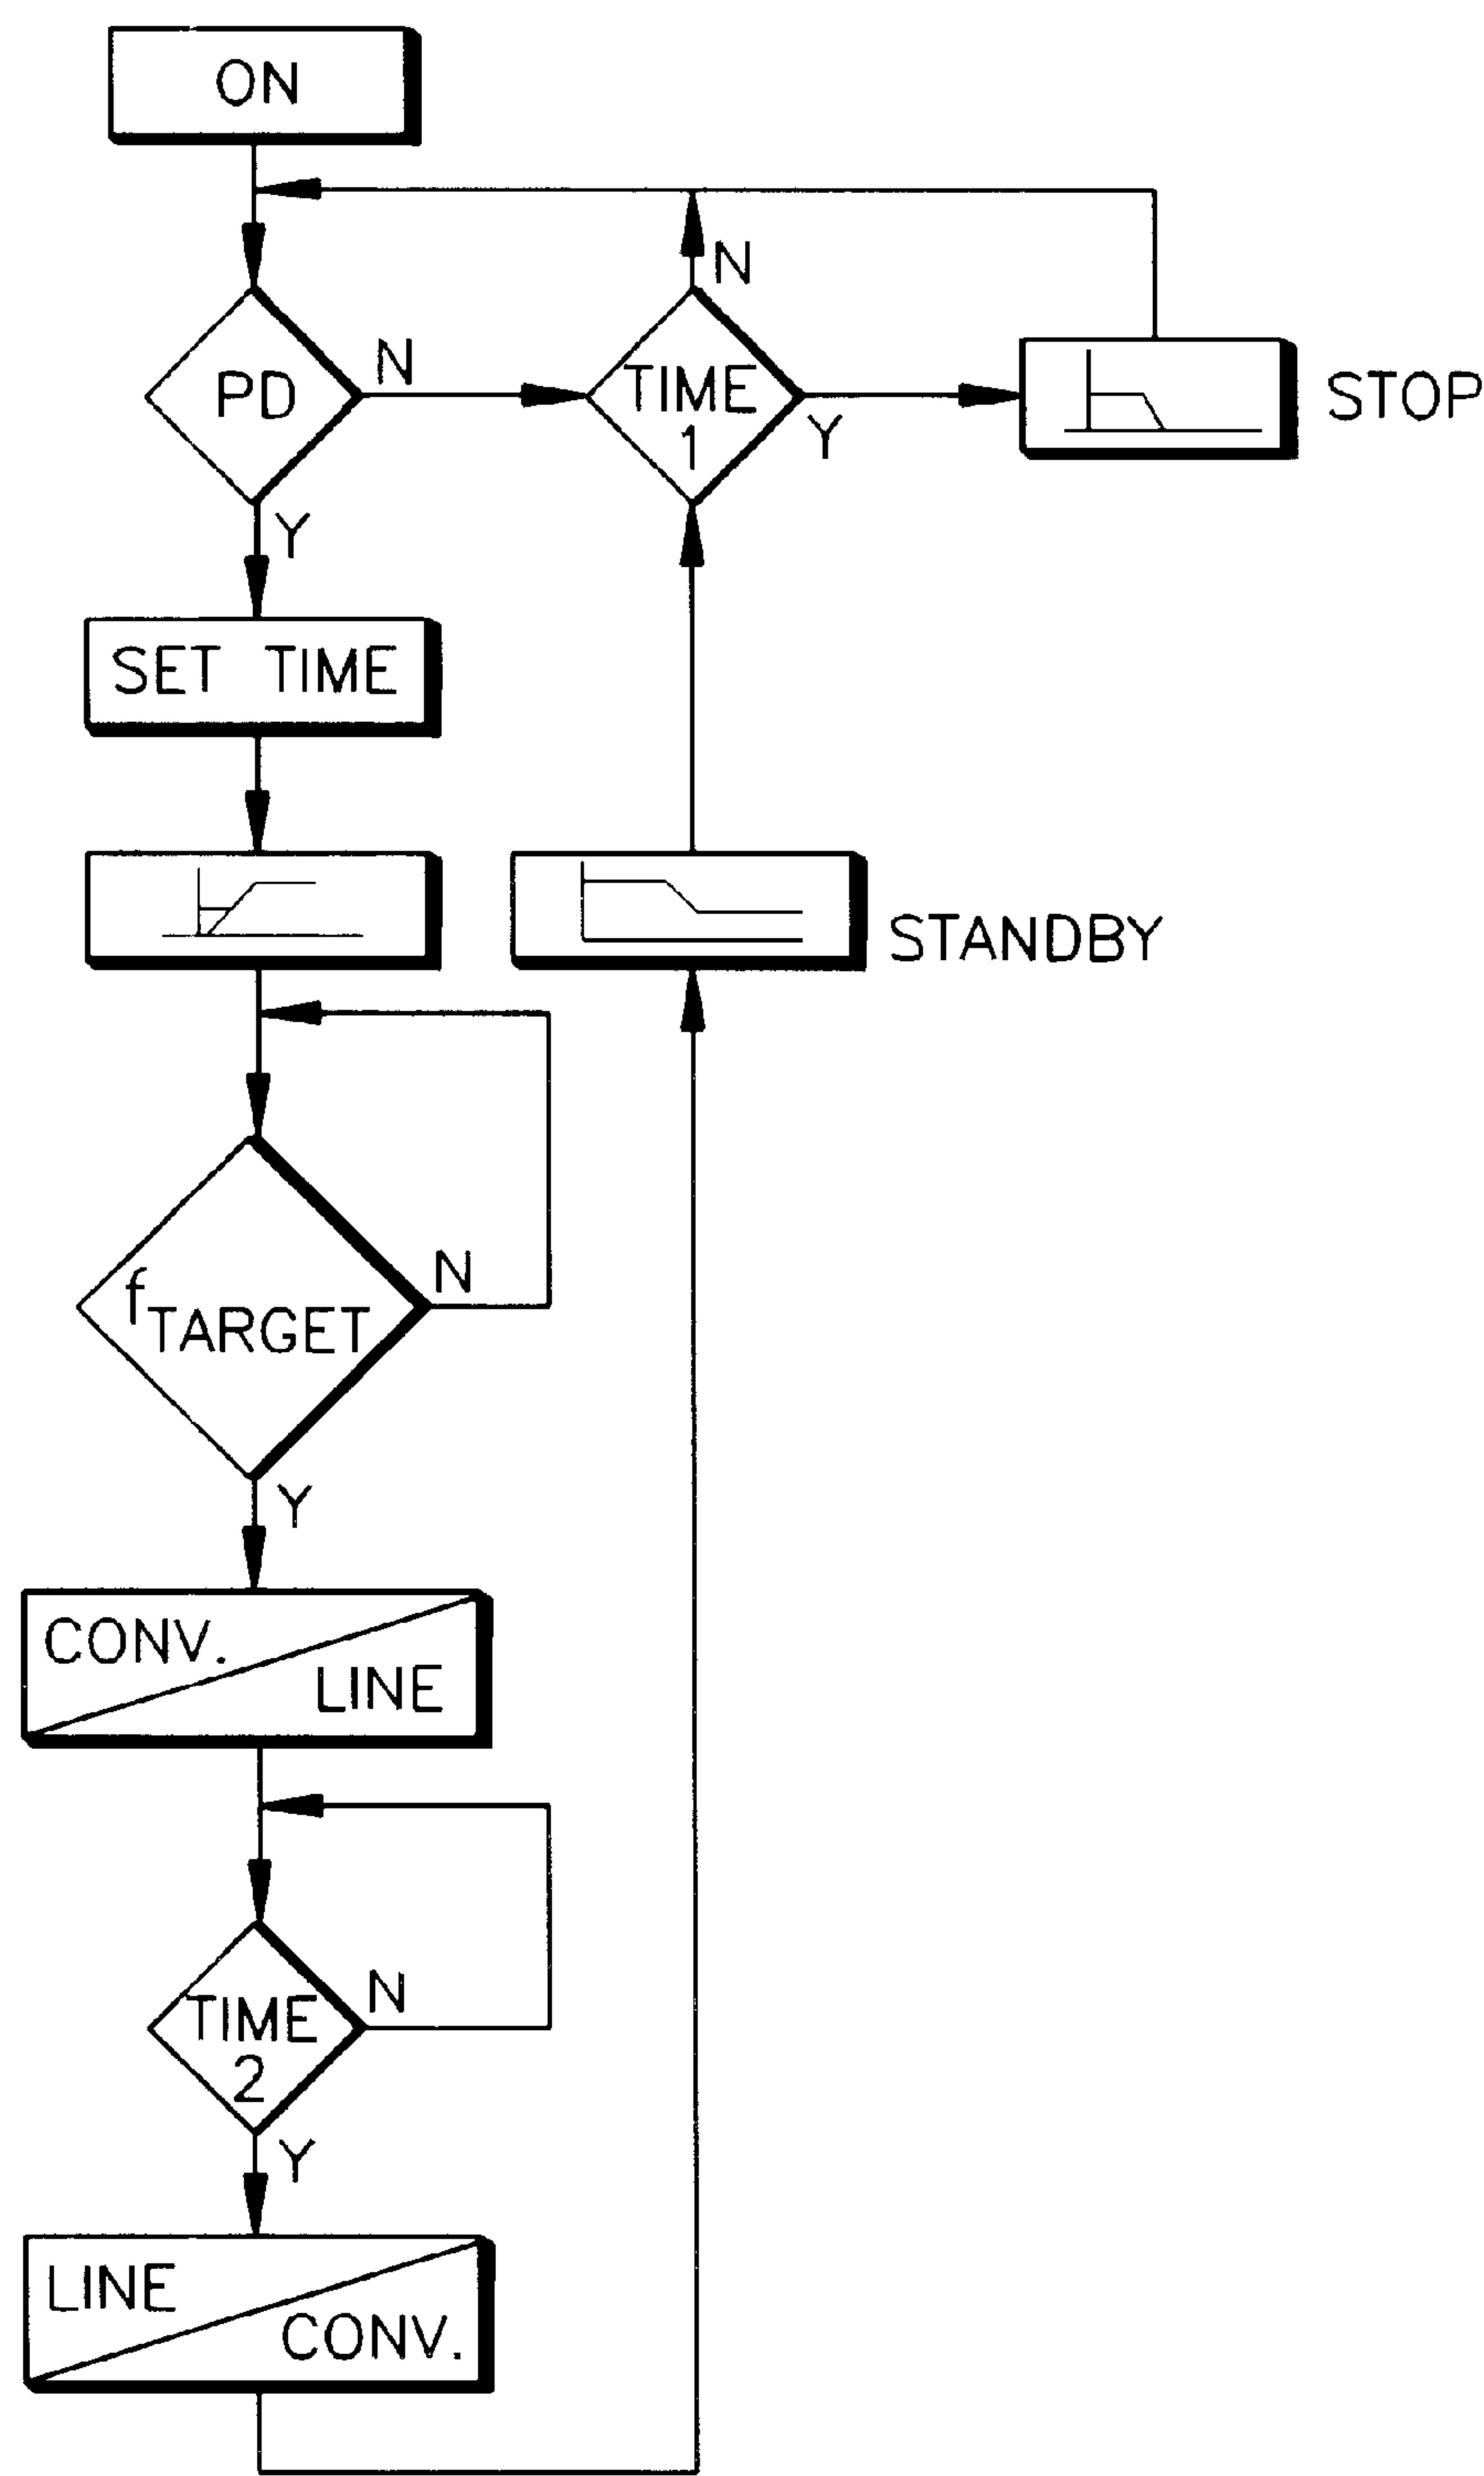 ON
N
PD
N
TIME
1
Y
STOP
Y
SET TIME
STANDBY
N
fTARGET
Y
CONV.
LINE
N
TIME
2
Y
LINE
CONV.